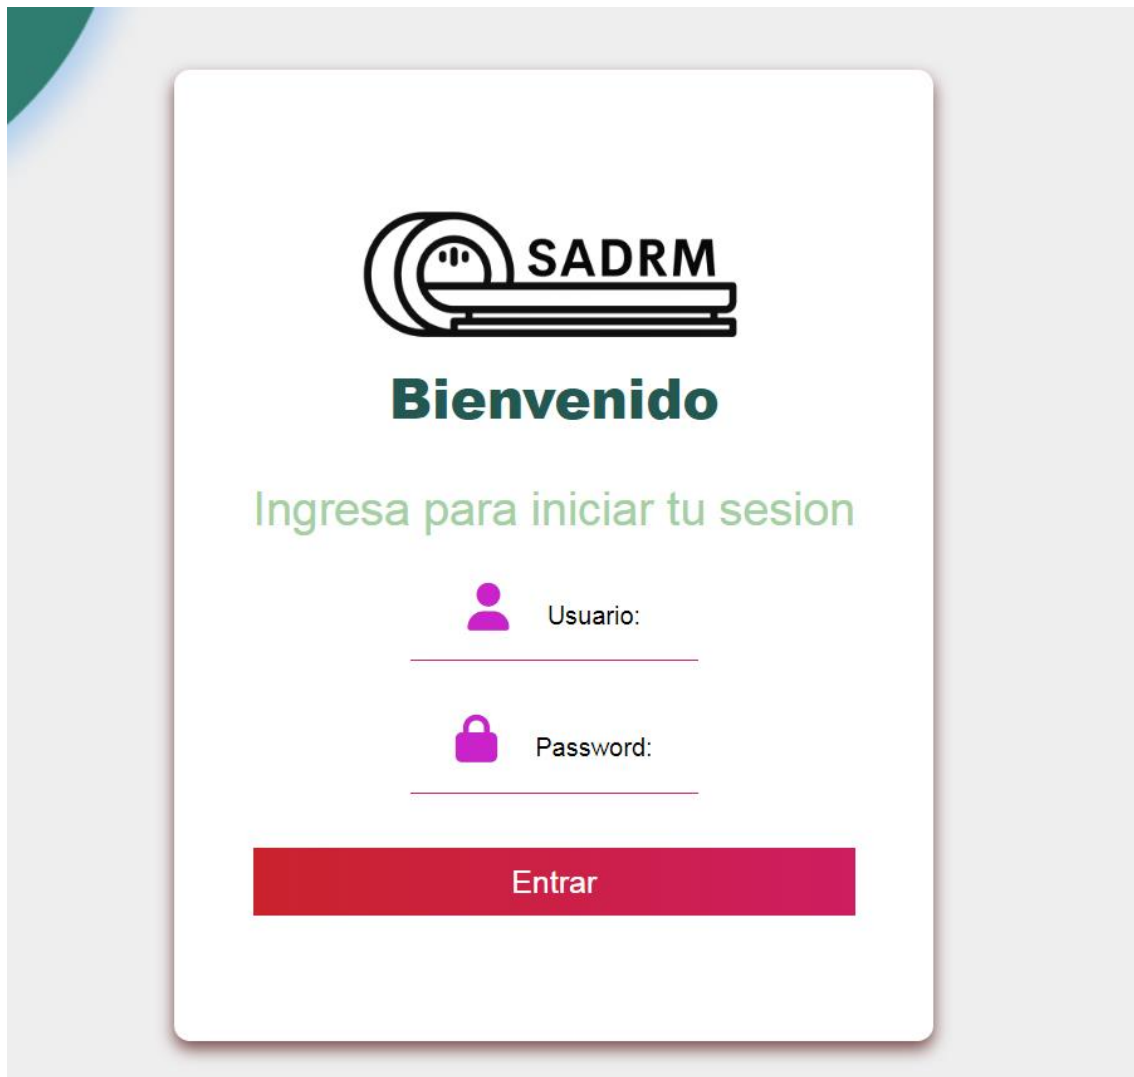 SADRM
Bienvenido
Ingresa para iniciar tu sesion
Usuario:
Password:
Entrar